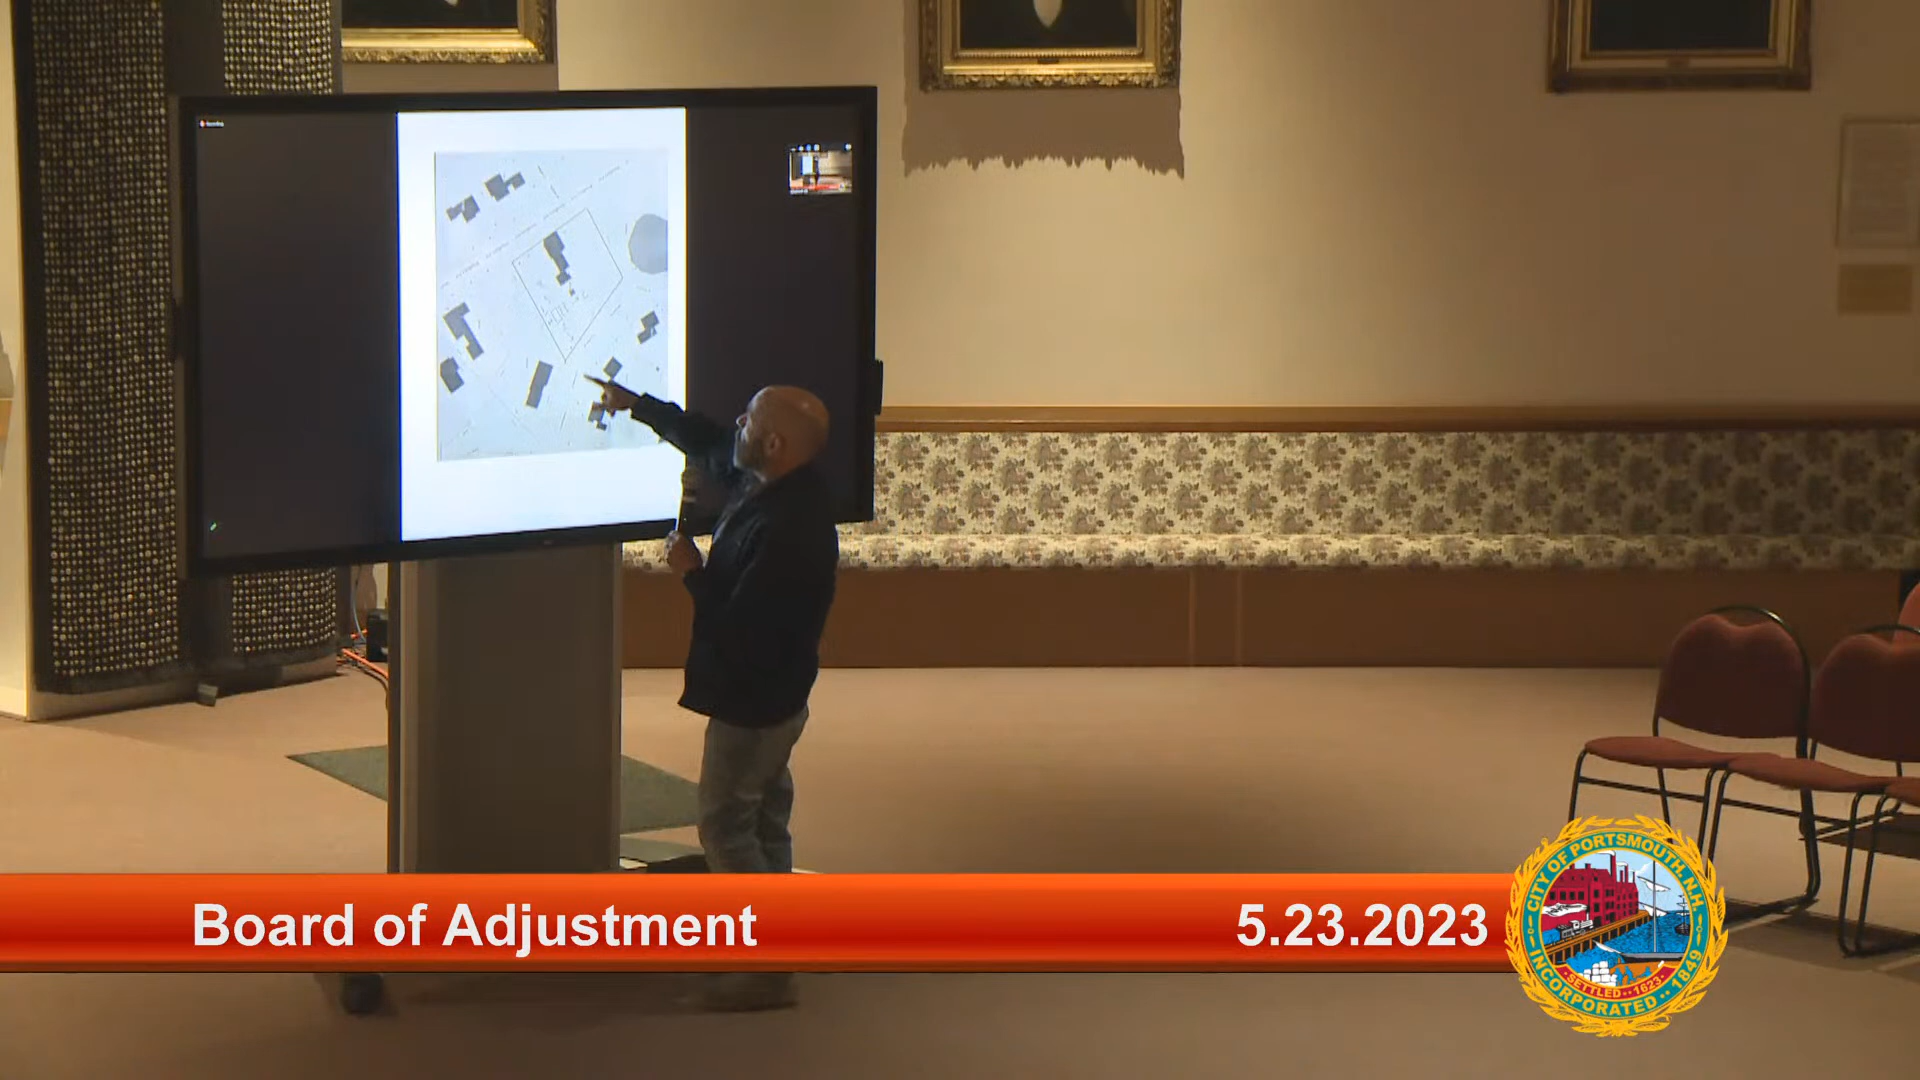 Board of Adjustment
5.23.2023
CITY OF PORTSMOUTH, N.H.
INCORPORATED 1849
SETTLED 1623